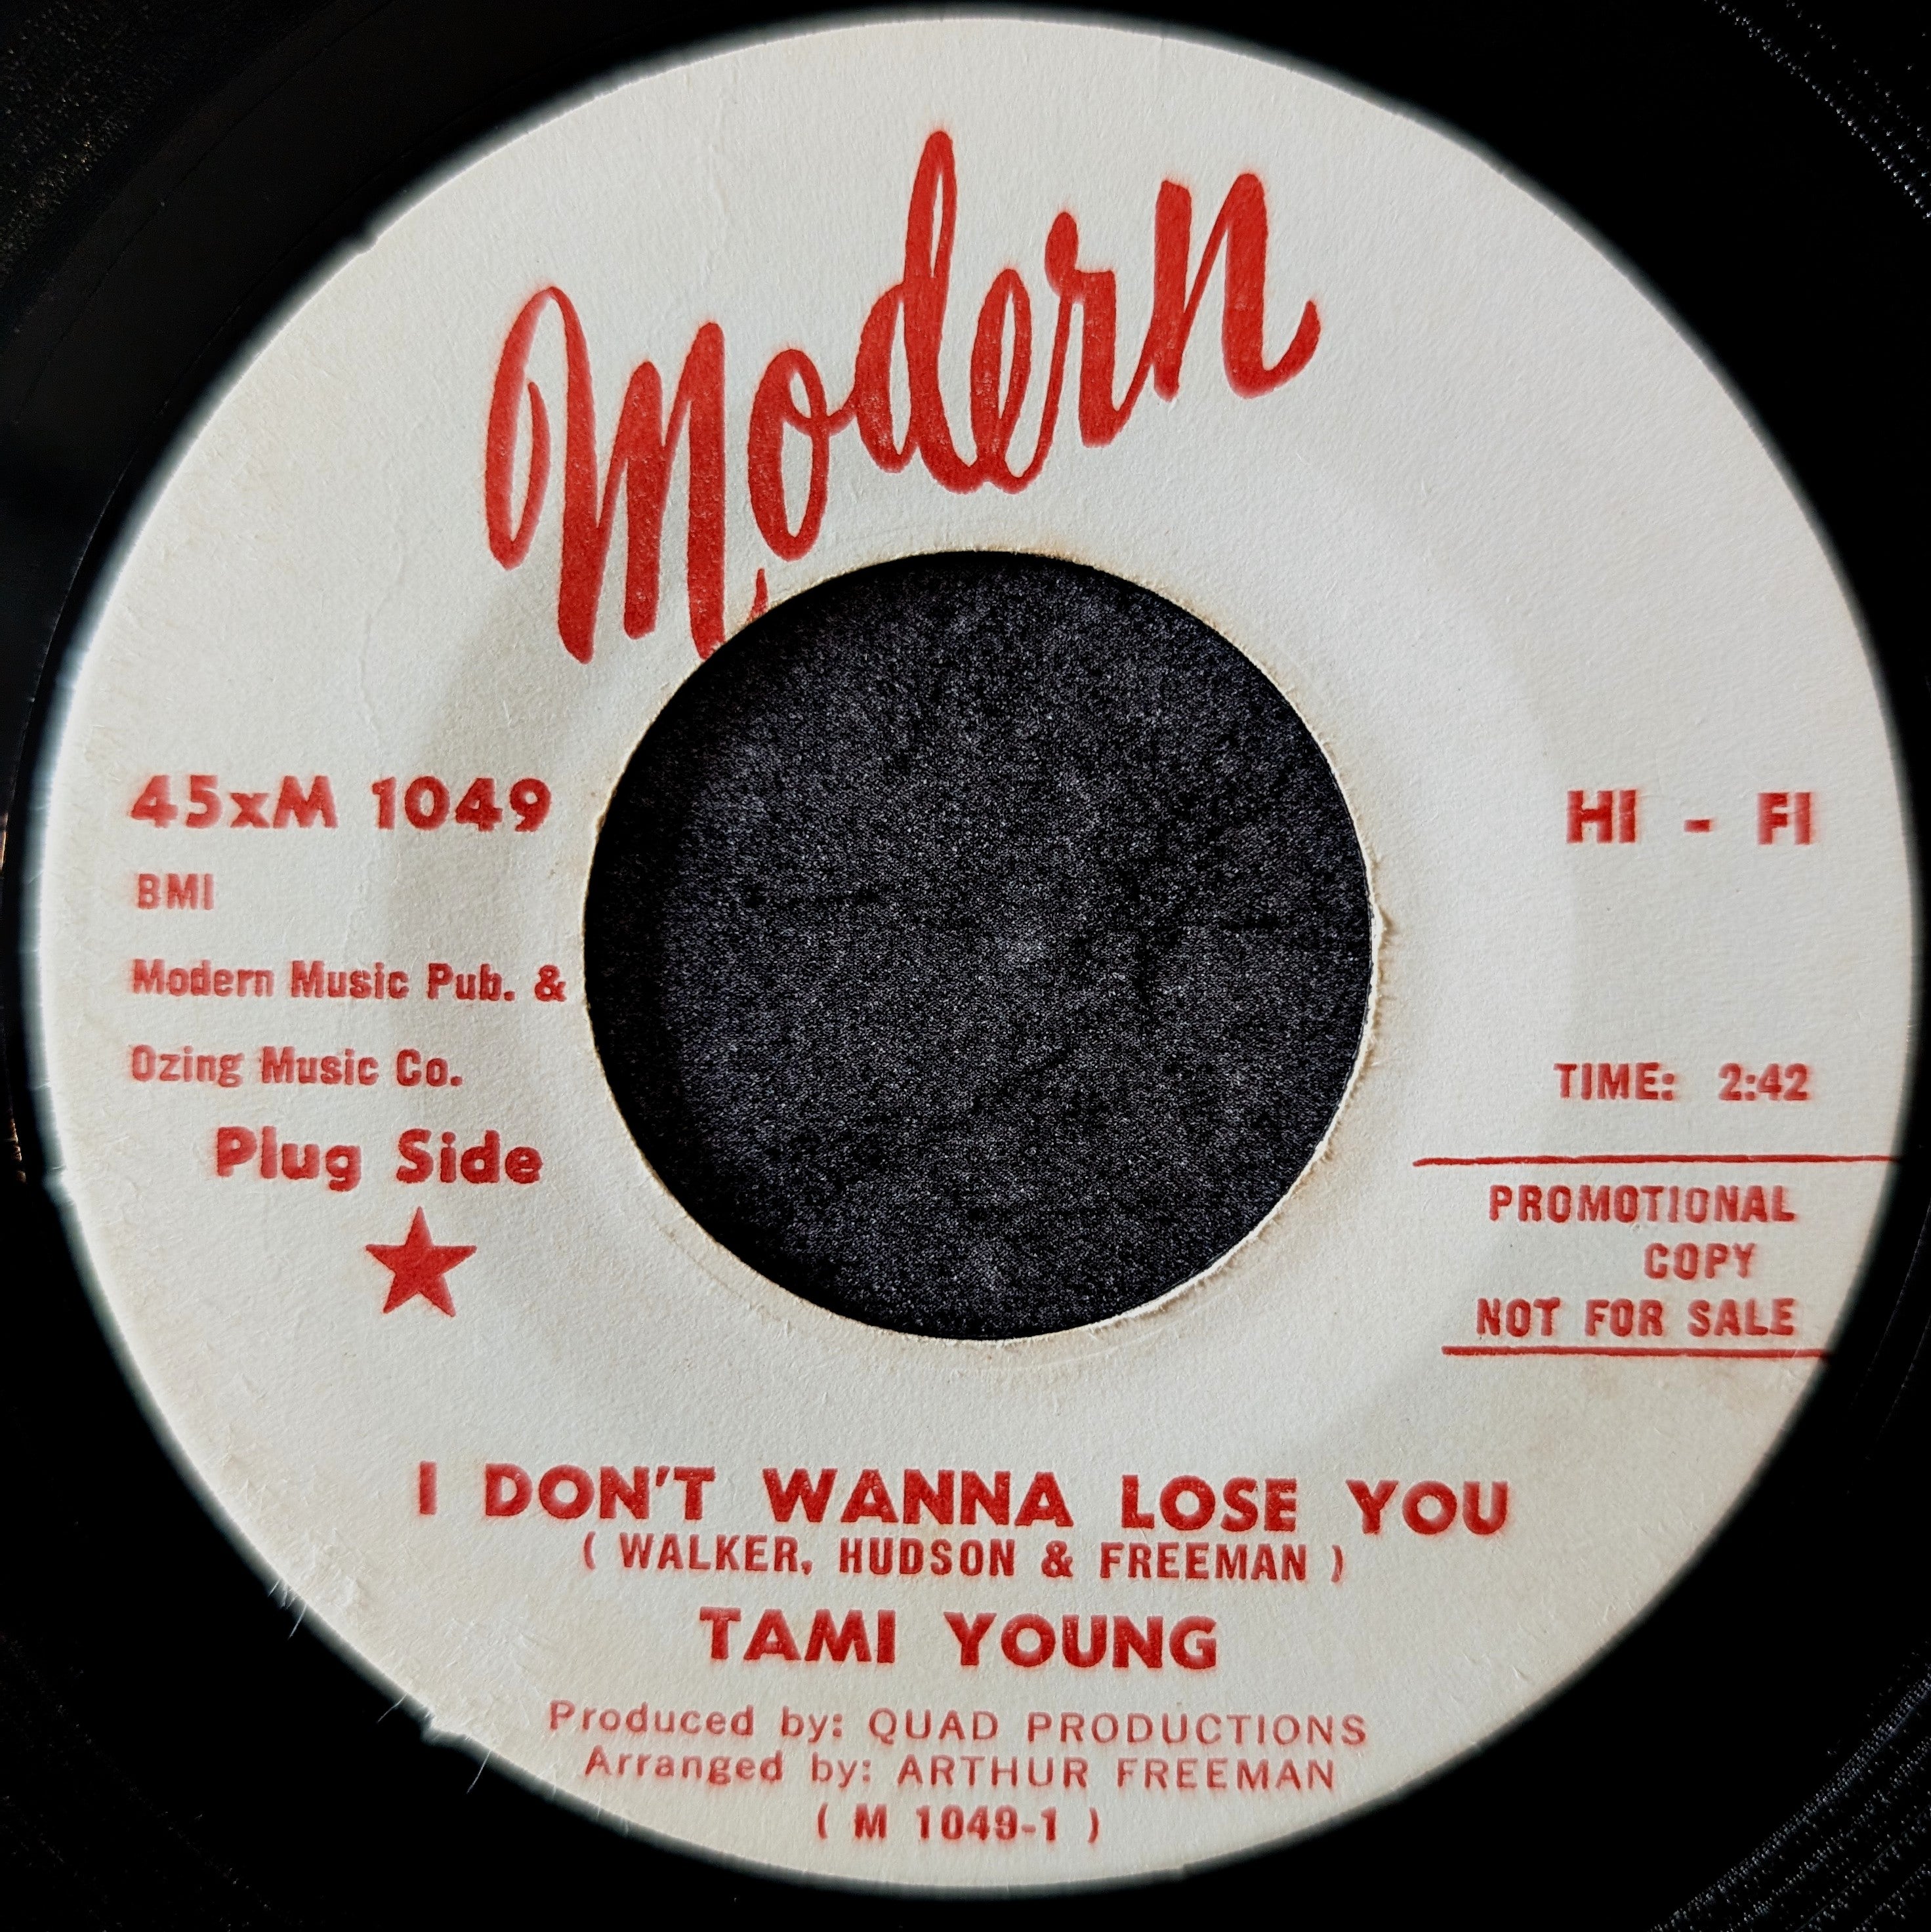 Modern
45xM 1049
HI - FI
BMI
Modern Music Pub. &
Ozing Music Co.
TIME: 2:42
Plug Side
PROMOTIONAL
COPY
NOT FOR SALE
I DON'T WANNA LOSE YOU
( WALKER, HUDSON & FREEMAN )
TAMI YOUNG
Produced by: QUAD PRODUCTIONS
Arranged by: ARTHUR FREEMAN
( M 1049-1 )